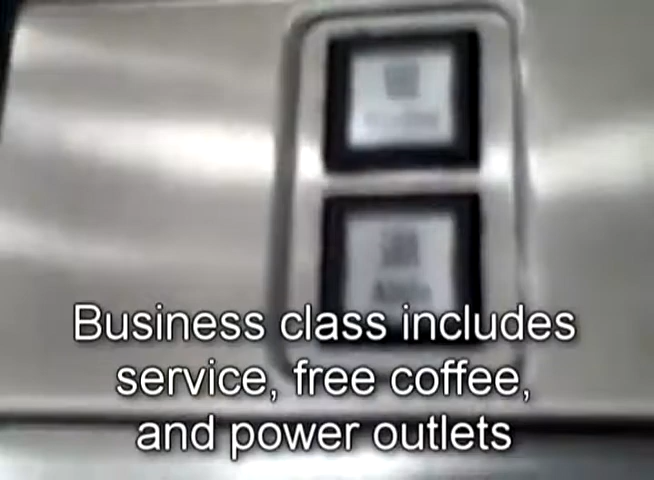 Business class includes
service, free coffee,
and power outlets